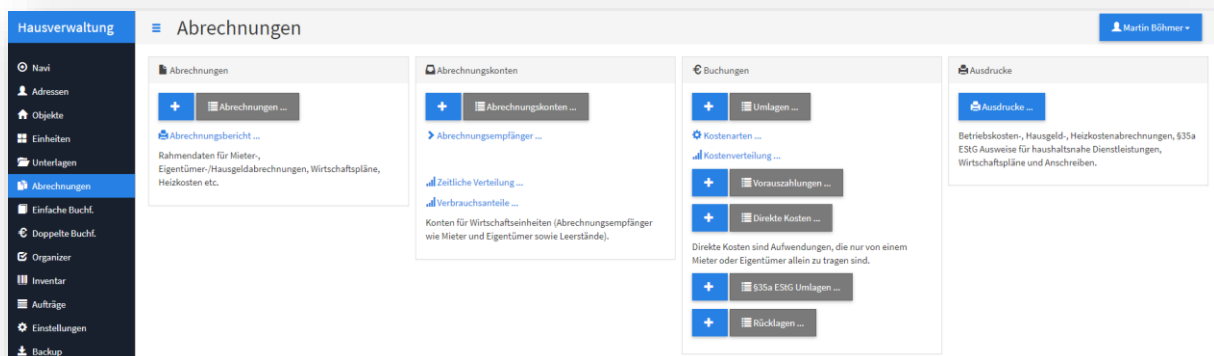 Hausverwaltung
Abrechnungen
Martin Böhmer
Navi
Adressen
Objekte
Einheiten
Unterlagen
Abrechnungen
Einfache Buchf.
Doppelte Buchf.
Organizer
Inventar
Aufträge
Einstellungen
Backup
Abrechnungen
+ Abrechnungen ...
Abrechnungsbericht ...
Rahmendaten für Mieter-,
Eigentümer-/Hausgeldabrechnungen, Wirtschaftspläne,
Heizkosten etc.
Abrechnungskonten
+ Abrechnungskonten ...
Abrechnungsempfänger ...
Zeitliche Verteilung ...
Verbrauchsanteile ...
Konten für Wirtschaftseinheiten (Abrechnungsempfänger
wie Mieter und Eigentümer sowie Leerstände).
€ Buchungen
+ Umlagen ...
Kostenarten ...
Kostenverteilung ...
+ Vorauszahlungen ...
+ Direkte Kosten ...
Direkte Kosten sind Aufwendungen, die nur von einem
Mieter oder Eigentümer allein zu tragen sind.
+ §35a EStG Umlagen ...
+ Rücklagen ...
Ausdrucke
Ausdrucke ...
Betriebskosten-, Hausgeld-, Heizkostenabrechnungen, §35a
EStG Ausweise für haushaltsnahe Dienstleistungen,
Wirtschaftspläne und Anschreiben.